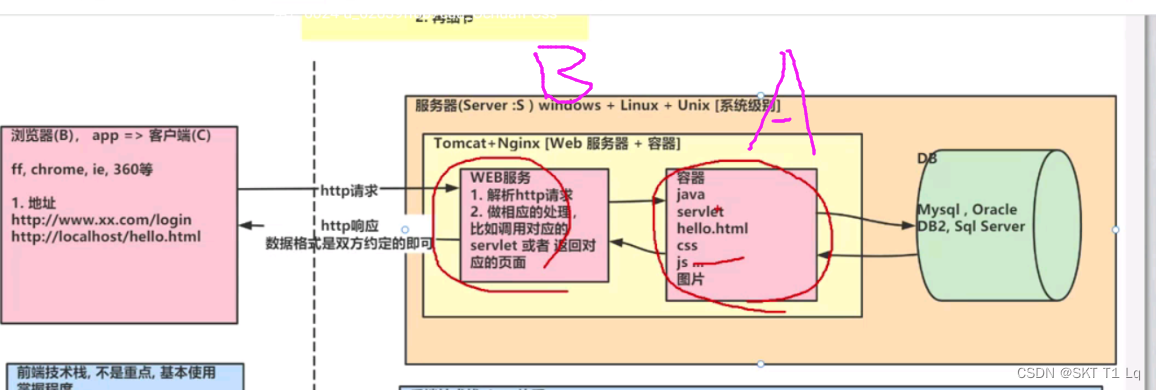 2. 再细节
B
A
服务器(Server :S ) windows + Linux + Unix [系统级别]
浏览器(B)， app => 客户端(C)
ff, chrome, ie, 360等
1. 地址
http://www.xx.com/login
http://localhost/hello.html
http请求
http响应
数据格式是双方约定的即可
Tomcat+Nginx [Web 服务器 + 容器]
WEB服务
1. 解析http请求
2. 做相应的处理，
比如调用对应的
servlet 或者 返回对
应的页面
容器
java
servlet
hello.html
css
js ...
图片
DB
Mysql , Oracle
DB2, Sql Server
前端技术栈, 不是重点, 基本使用
掌握程度
CSDN @SKT T1 Lq